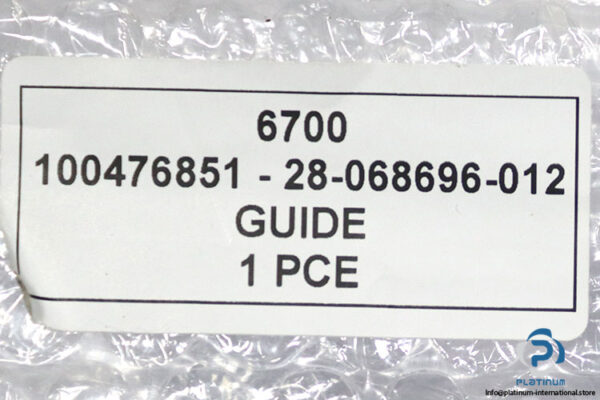 6700
100476851 - 28-068696-012
GUIDE
1 PCE
PLATINUM
Info@platinum-international.store